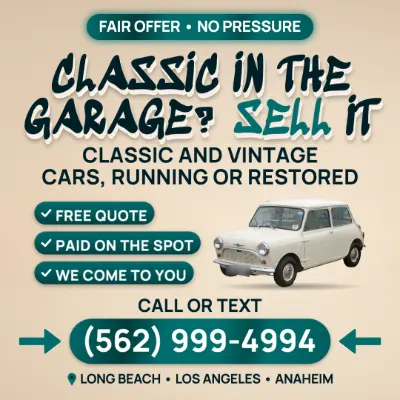 FAIR OFFER • NO PRESSURE
CLASSIC IN THE
GARAGE? SELL IT
CLASSIC AND VINTAGE
CARS, RUNNING OR RESTORED
FREE QUOTE
PAID ON THE SPOT
WE COME TO YOU
CALL OR TEXT
(562) 999-4994
LONG BEACH • LOS ANGELES • ANAHEIM